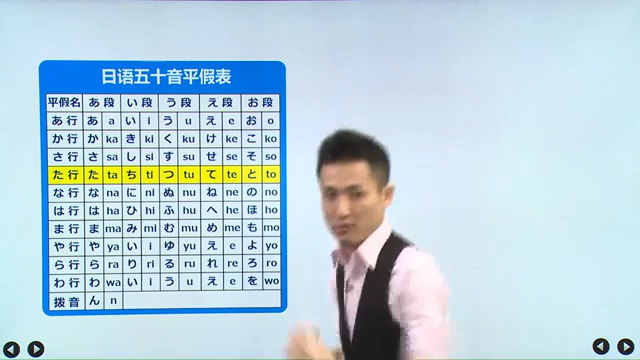 日语五十音平假表
平假名 あ段 い段 う段 え段 お段
あ行 あ a い i う u え e お o
か行 か ka き ki く ku け ke こ ko
さ行 さ sa し si す su せ se そ so
た行 た ta ち ti つ tu て te と to
な行 な na に ni ぬ nu ね ne の no
は行 は ha ひ hi ふ hu へ he ほ ho
ま行 ま ma み mi む mu め me も mo
や行 や ya い i ゆ yu え e よ yo
ら行 ら ra り ri る ru れ re ろ ro
わ行 わ wa い i う u え e を wo
拨音 ん n